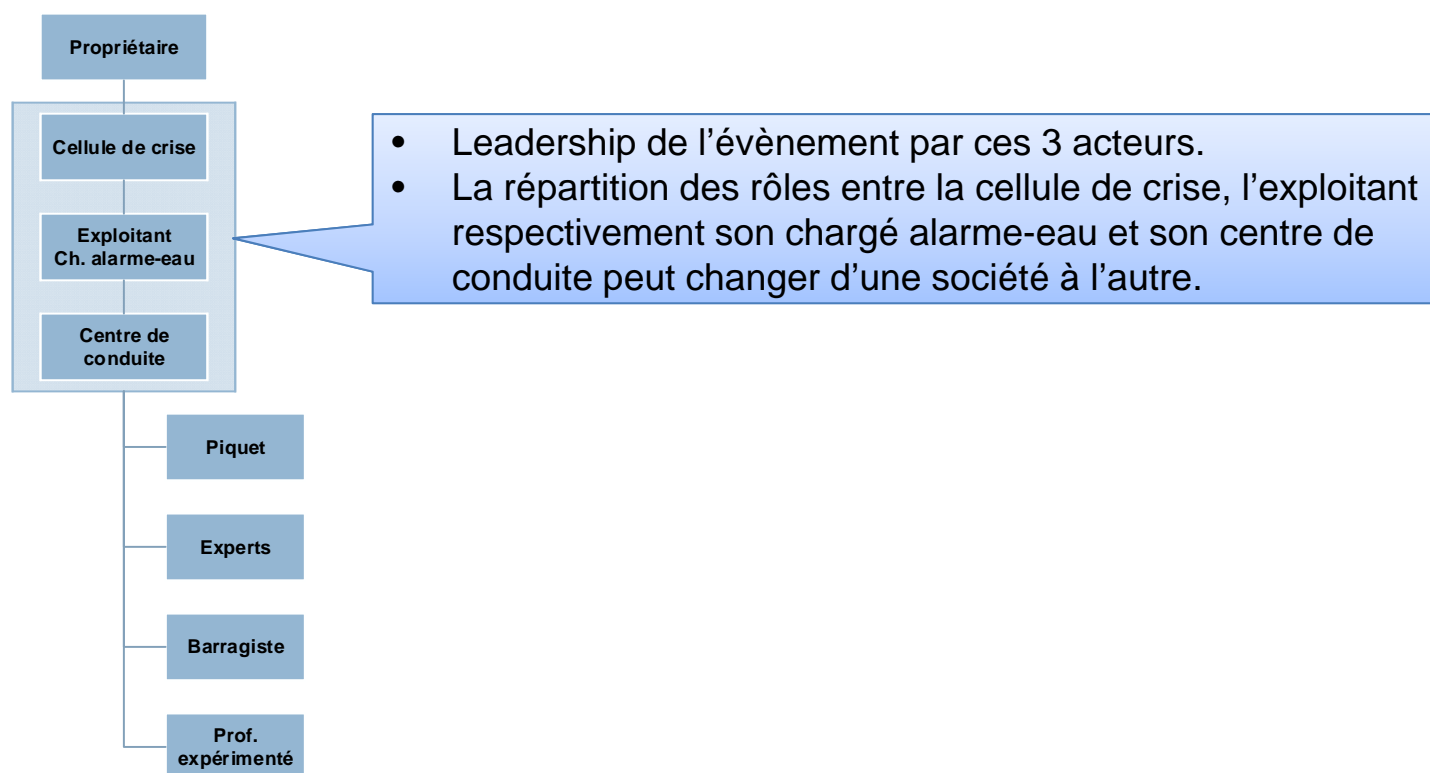 Propriétaire
Cellule de crise
Exploitant
Ch. alarme-eau
Centre de
conduite
• Leadership de l’évènement par ces 3 acteurs.
• La répartition des rôles entre la cellule de crise, l’exploitant
respectivement son chargé alarme-eau et son centre de
conduite peut changer d’une société à l’autre.
Piquet
Experts
Barragiste
Prof.
expérimenté